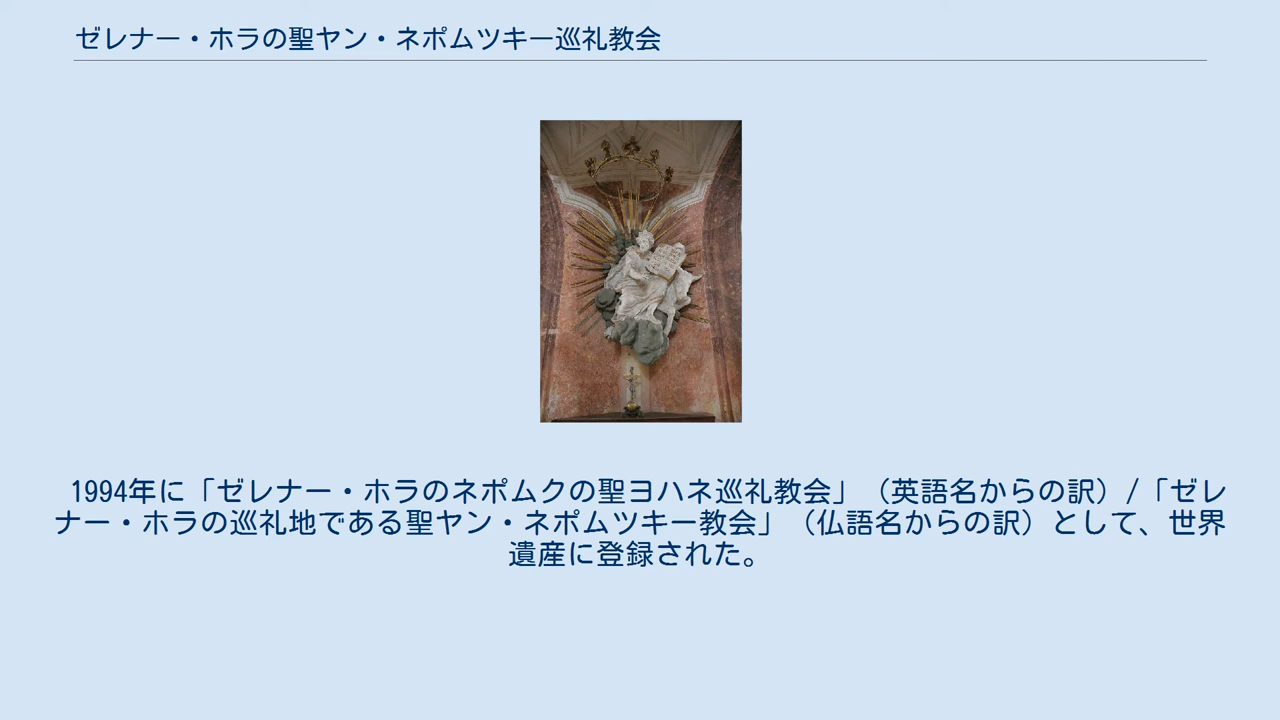 ゼレナー・ホラの聖ヤン・ネポムツキー巡礼教会
1994年に「ゼレナー・ホラのネポムクの聖ヨハネ巡礼教会」（英語名からの訳）/「ゼレ
ナー・ホラの巡礼地である聖ヤン・ネポムツキー教会」（仏語名からの訳）として、世界
遺産に登録された。